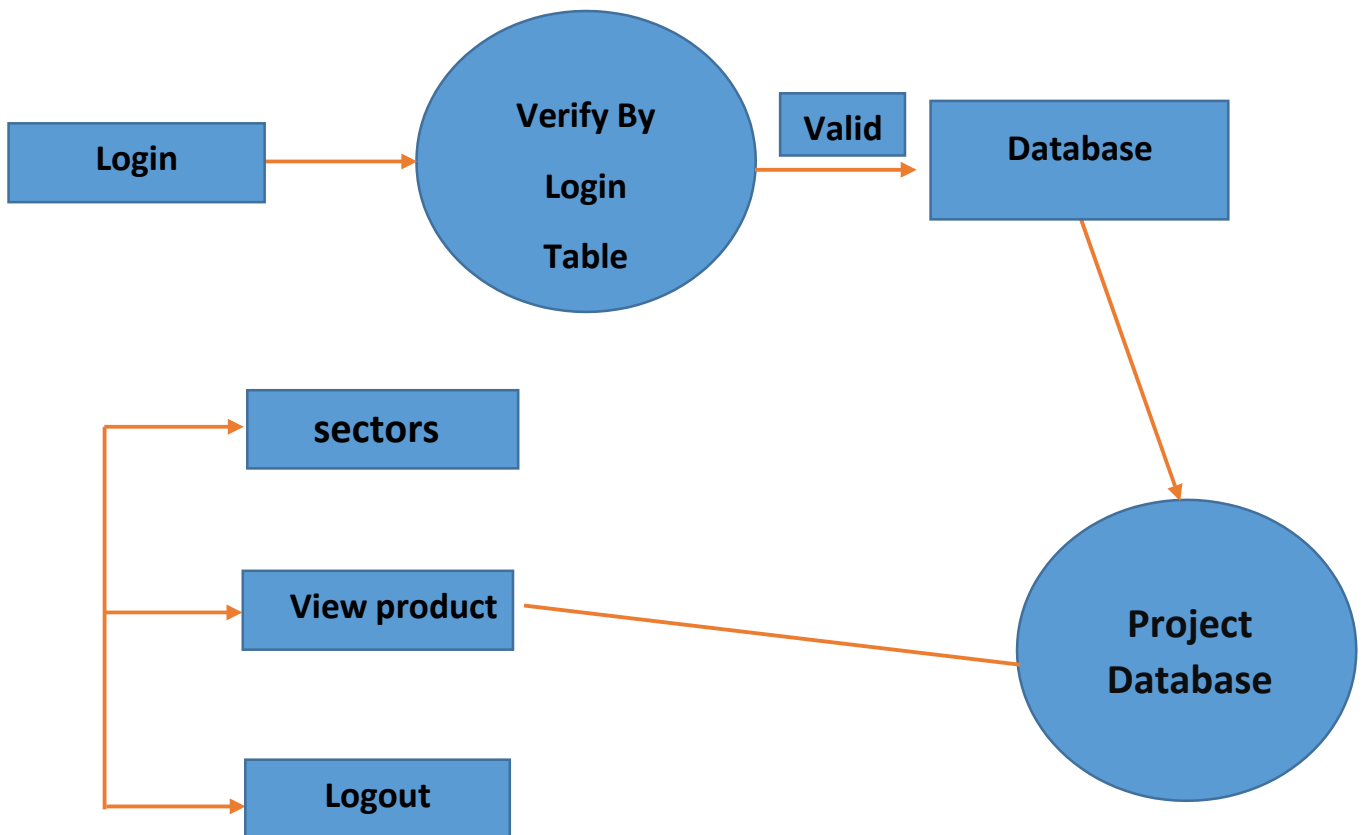 Login
Verify By
Login
Table
Valid
Database
sectors
View product
Project
Database
Logout